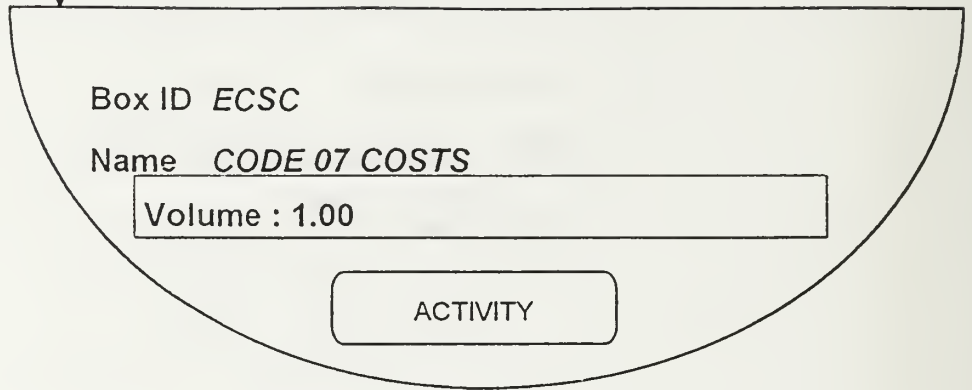 Box ID ECSC
Name CODE 07 COSTS
Volume : 1.00
ACTIVITY